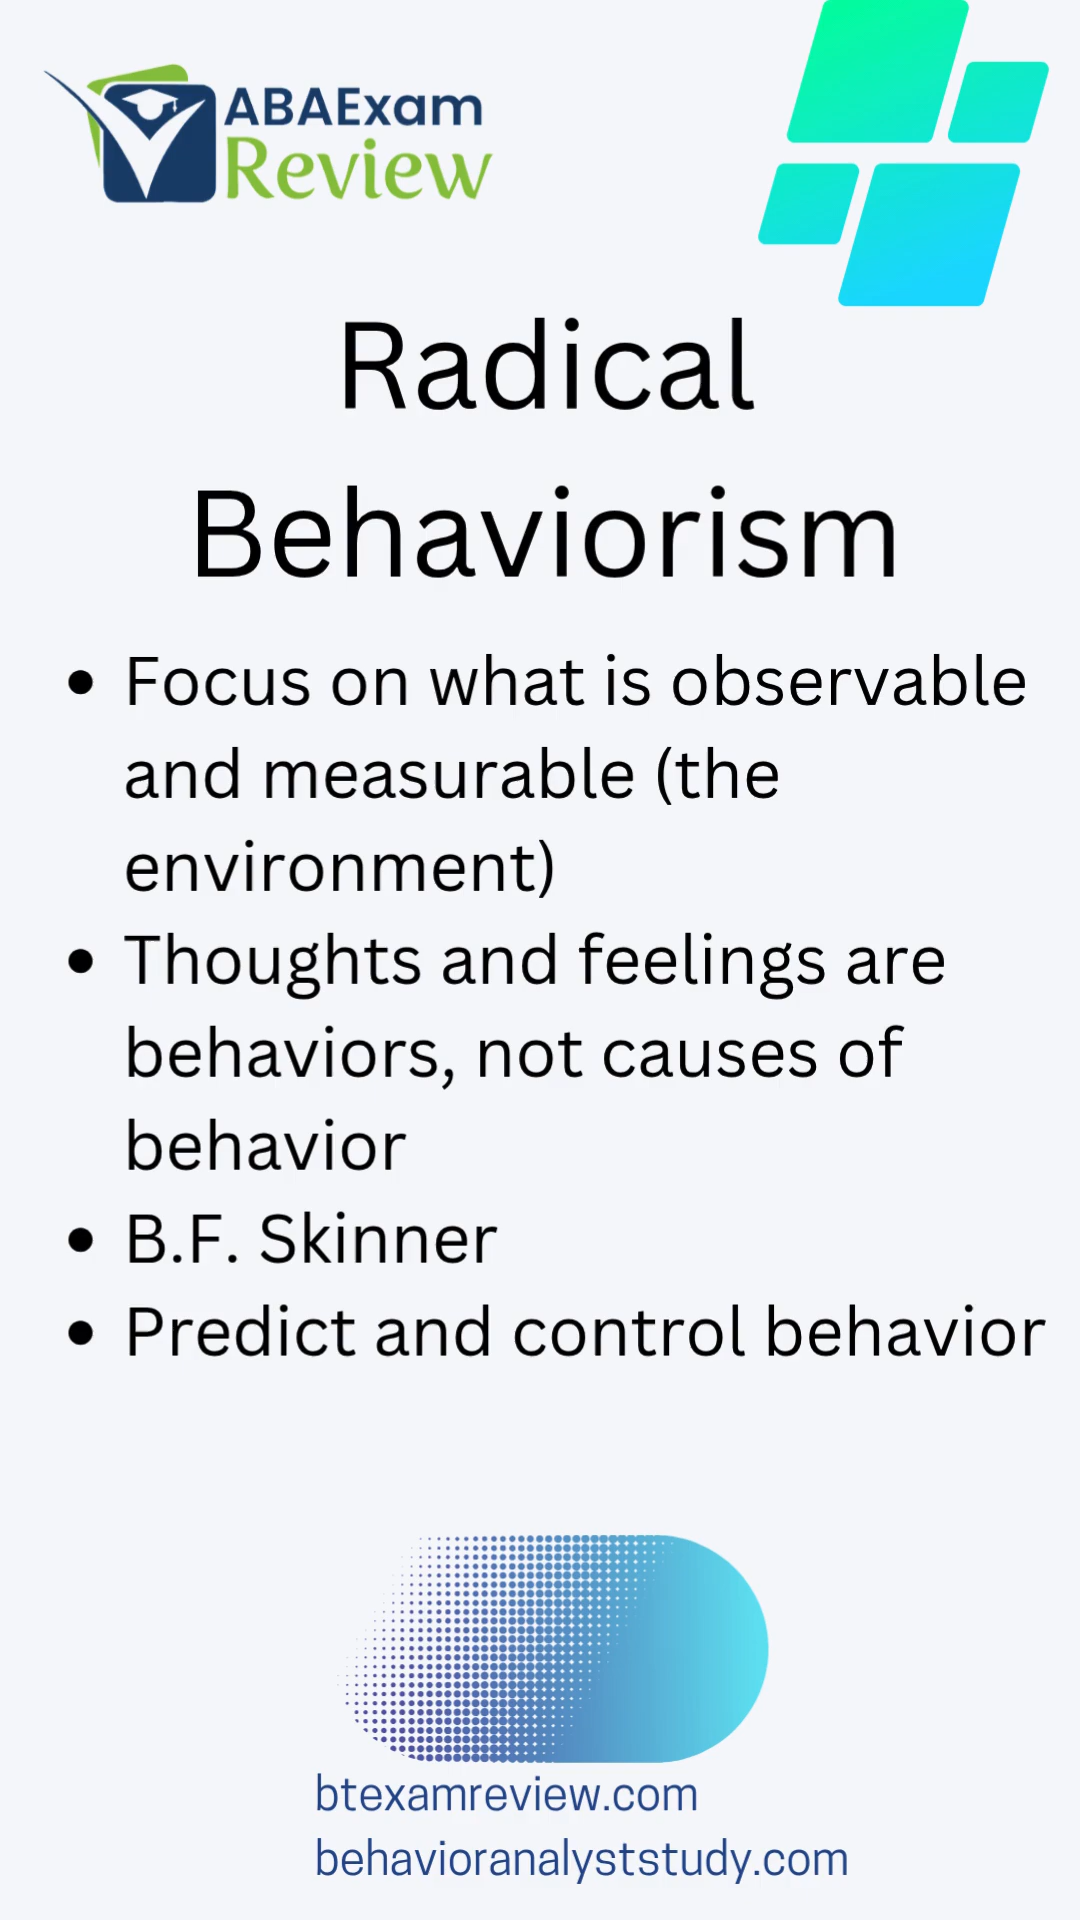 ABAExam
Review
Radical
Behaviorism
• Focus on what is observable
and measurable (the
environment)
• Thoughts and feelings are
behaviors, not causes of
behavior
• B.F. Skinner
• Predict and control behavior
btexamreview.com
behavioranalyststudy.com